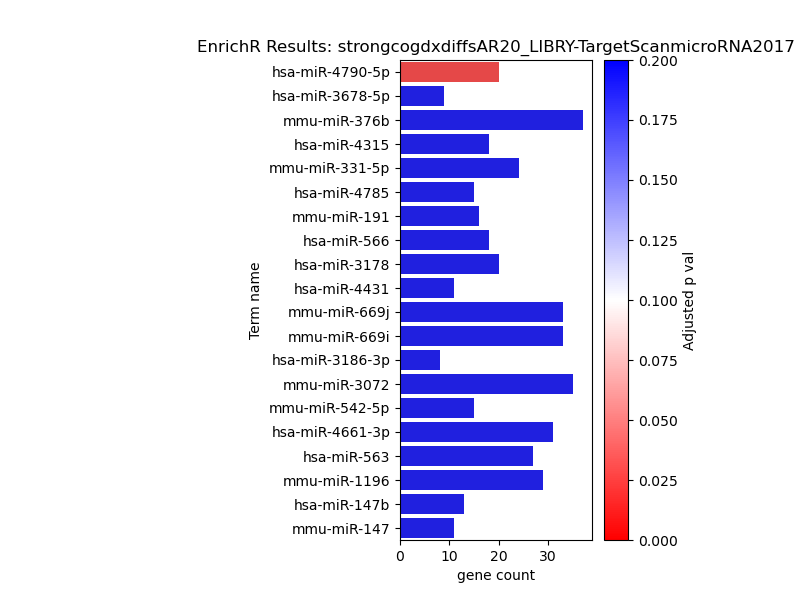 EnrichR Results: strongcogdxdiffsAR20_LIBRY-TargetScanmicroRNA2017
hsa-miR-4790-5p
hsa-miR-3678-5p
mmu-miR-376b
hsa-miR-4315
mmu-miR-331-5p
hsa-miR-4785
mmu-miR-191
hsa-miR-566
hsa-miR-3178
hsa-miR-4431
mmu-miR-669j
mmu-miR-669i
hsa-miR-3186-3p
mmu-miR-3072
mmu-miR-542-5p
hsa-miR-4661-3p
hsa-miR-563
mmu-miR-1196
hsa-miR-147b
mmu-miR-147
Term name
0 10 20 30
gene count
0.200
0.175
0.150
0.125
0.100
0.075
0.050
0.025
0.000
Adjusted p val